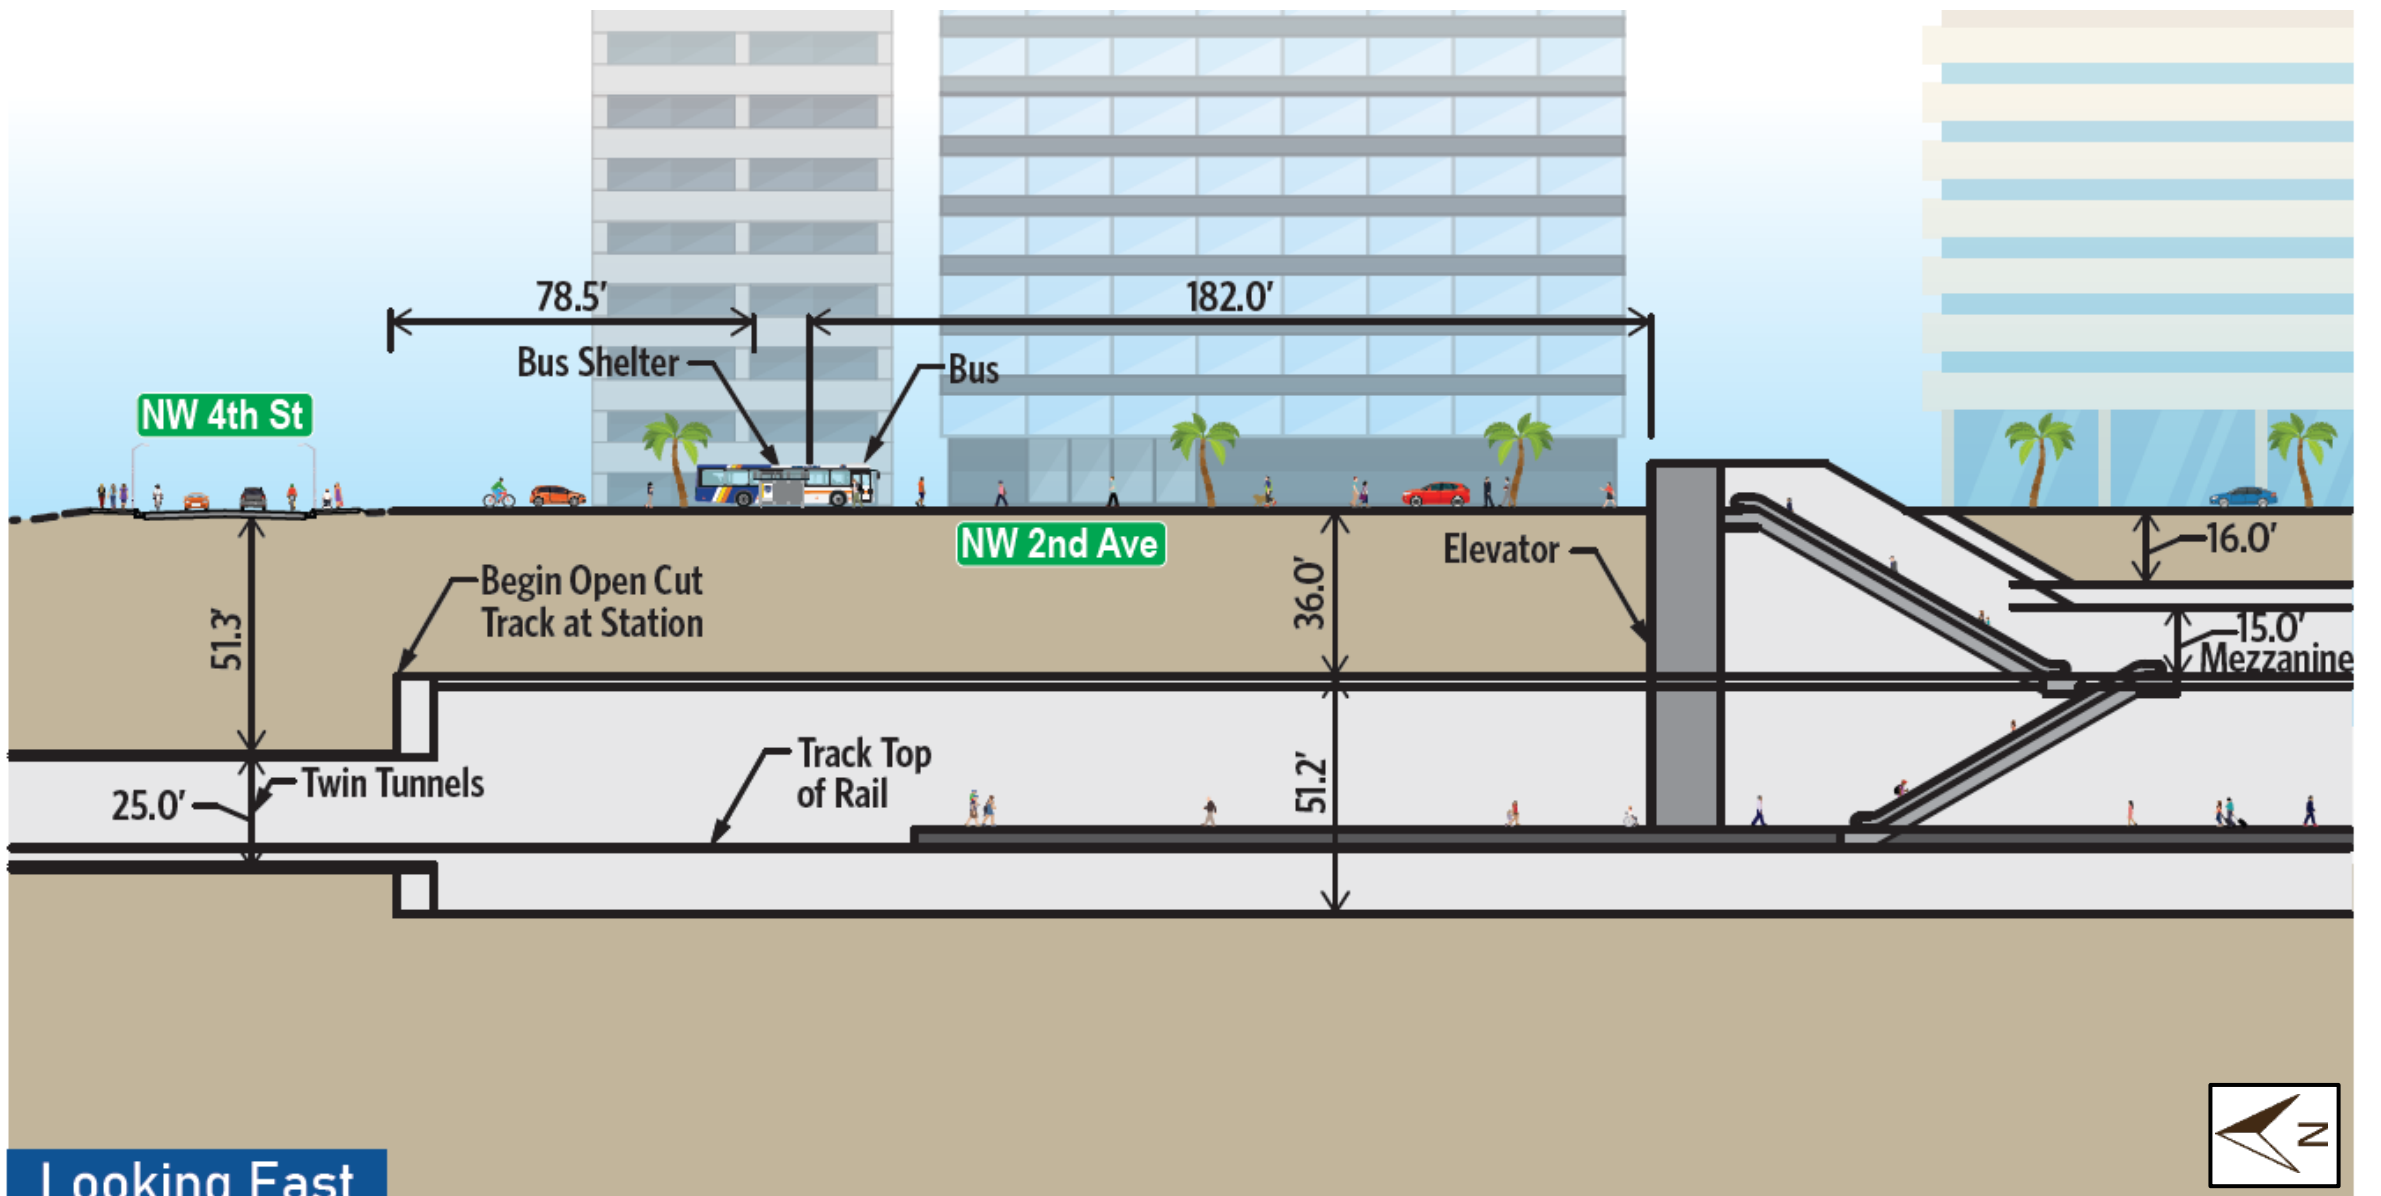 78.5'
182.0'
Bus Shelter
Bus
NW 4th St
NW 2nd Ave
Elevator
16.0'
Begin Open Cut
Track at Station
36.0'
51.3'
15.0'
Mezzanine
Track Top
of Rail
Twin Tunnels
25.0'
51.2'
N
Looking East